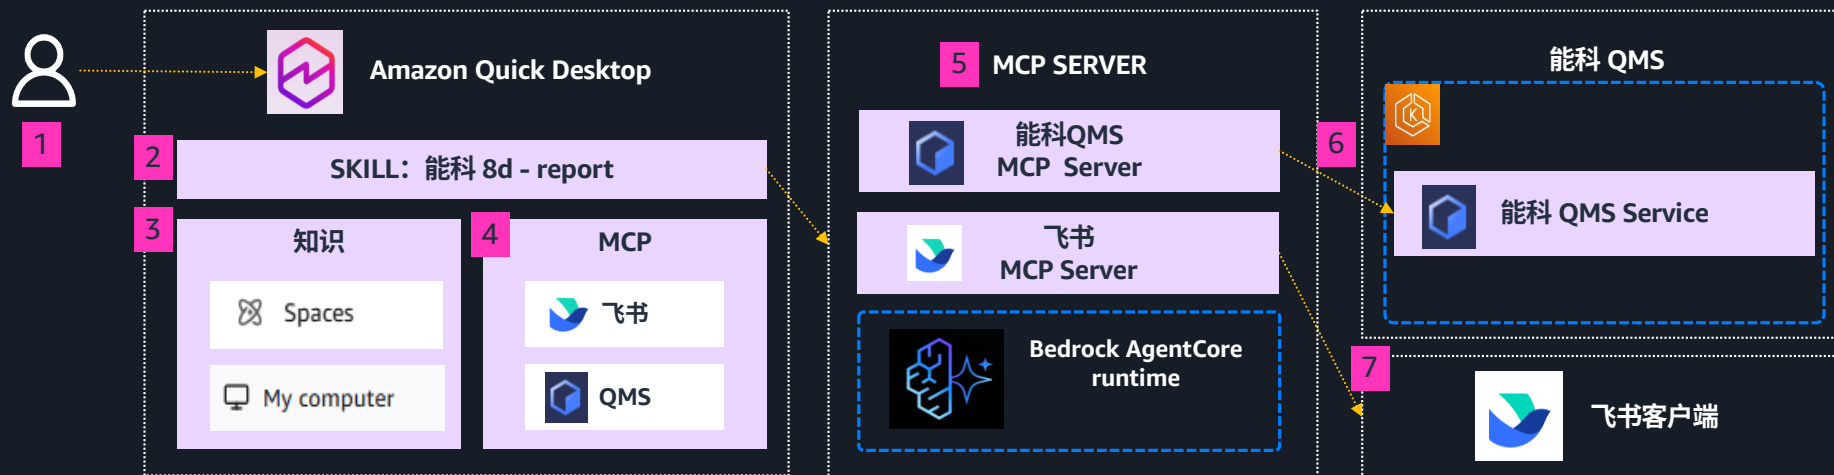 1
Amazon Quick Desktop
2
SKILL：能科 8d - report
3
知识
Spaces
My computer
4
MCP
飞书
QMS
5
MCP SERVER
能科QMS
MCP Server
飞书
MCP Server
Bedrock AgentCore
runtime
6
能科 QMS
K
能科 QMS Service
7
飞书客户端